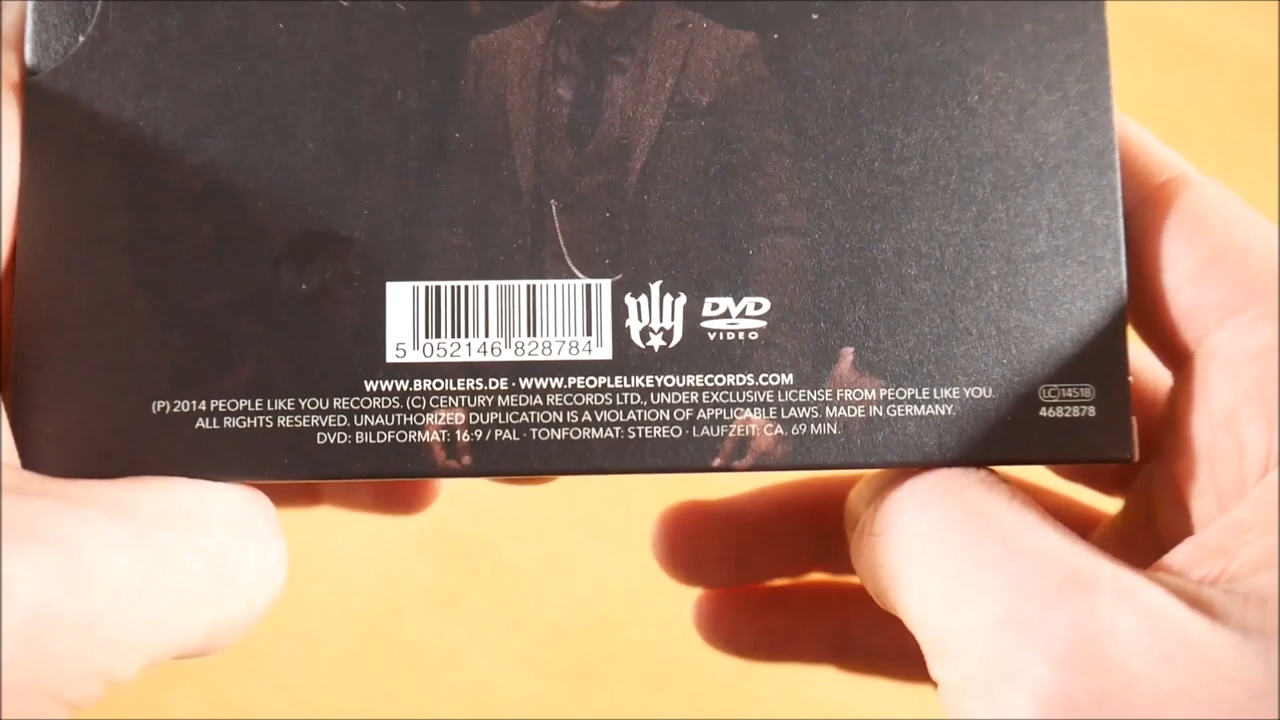 5 052146 828784
ply
DVD
VIDEO
WWW.BROILERS.DE · WWW.PEOPLELIKEYOURECORDS.COM
(P) 2014 PEOPLE LIKE YOU RECORDS. (C) CENTURY MEDIA RECORDS LTD., UNDER EXCLUSIVE LICENSE FROM PEOPLE LIKE YOU.
ALL RIGHTS RESERVED. UNAUTHORIZED DUPLICATION IS A VIOLATION OF APPLICABLE LAWS. MADE IN GERMANY.
DVD: BILDFORMAT: 16:9 / PAL · TONFORMAT: STEREO · LAUFZEIT: CA. 69 MIN.
LC 14518
4682878